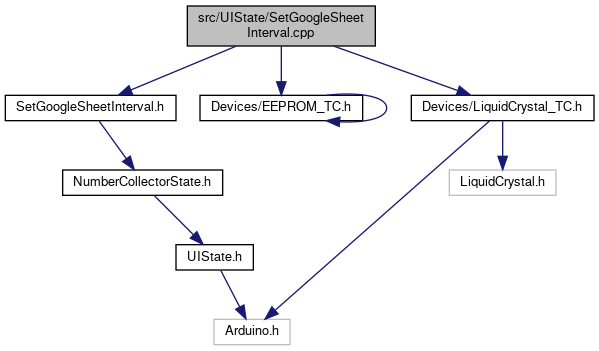 src/UIState/SetGoogleSheet
Interval.cpp
SetGoogleSheetInterval.h
Devices/EEPROM_TC.h
Devices/LiquidCrystal_TC.h
NumberCollectorState.h
LiquidCrystal.h
UIState.h
Arduino.h